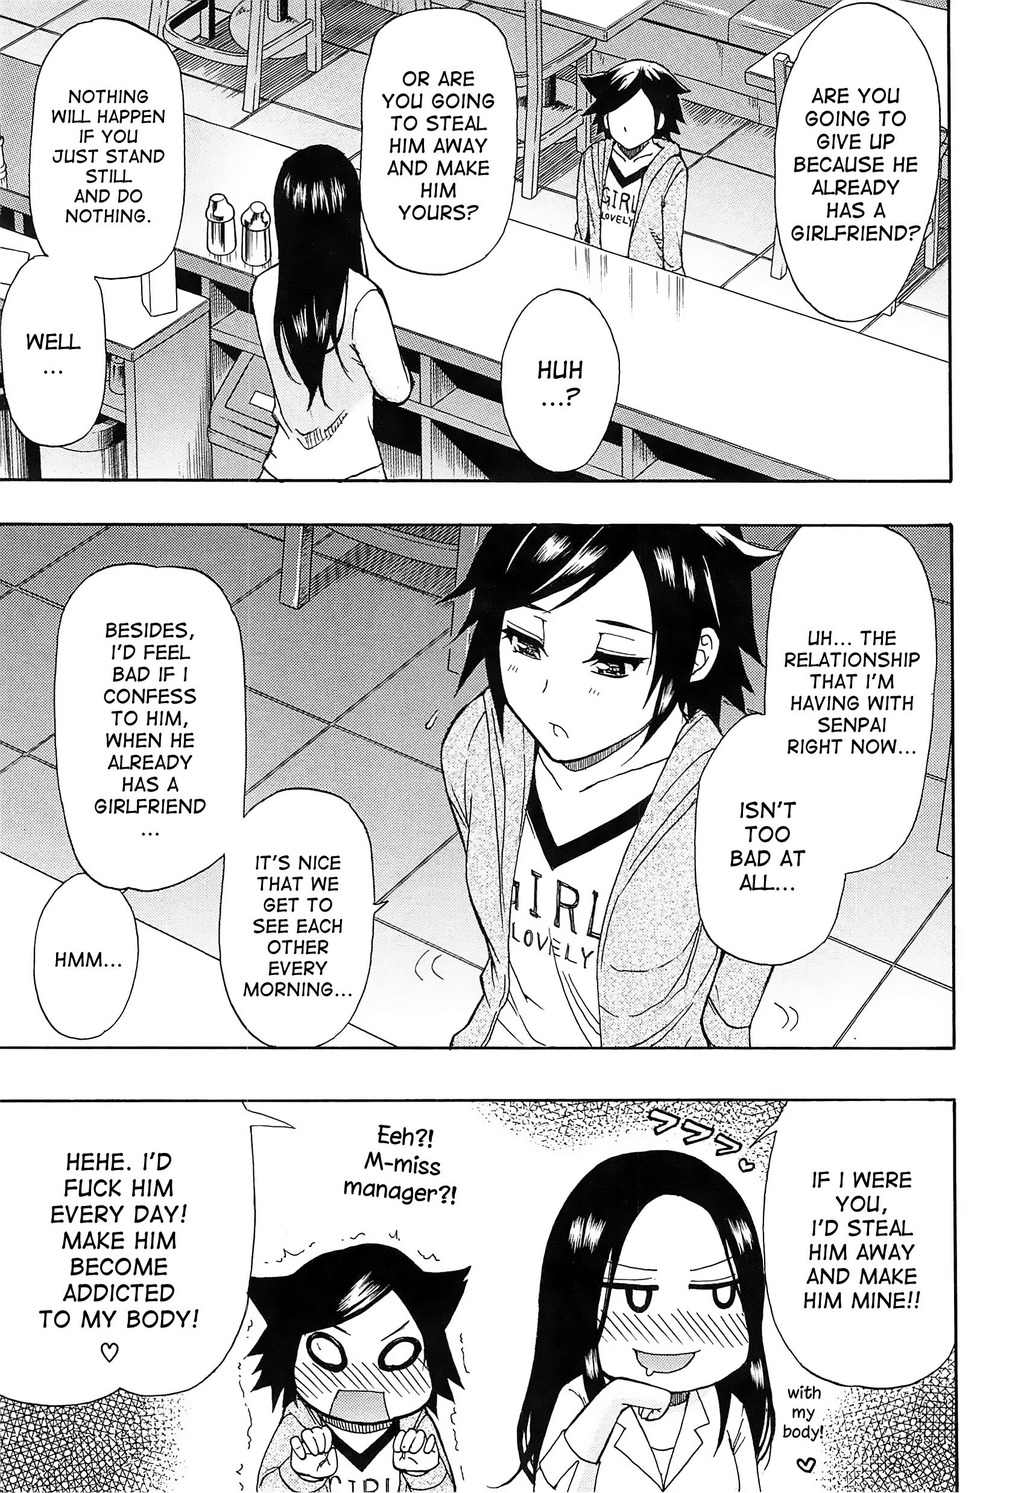 ARE YOU
GOING TO
GIVE UP
BECAUSE HE
ALREADY
HAS A
GIRLFRIEND?
OR ARE
YOU GOING
TO STEAL
HIM AWAY
AND MAKE
HIM
YOURS?
GIRL
LOVELY
HUH
...?
NOTHING
WILL HAPPEN
IF YOU
JUST STAND
STILL
AND DO
NOTHING.
WELL
...
UH... THE
RELATIONSHIP
THAT I'M
HAVING WITH
SENPAI
RIGHT NOW...
ISN'T
TOO
BAD AT
ALL...
GIRL
LOVELY
IT'S NICE
THAT WE
GET TO
SEE EACH
OTHER
EVERY
MORNING...
BESIDES,
I'D FEEL
BAD IF I
CONFESS
TO HIM,
WHEN HE
ALREADY
HAS A
GIRLFRIEND
...
HMM...
IF I WERE
YOU,
I'D STEAL
HIM AWAY
AND MAKE
HIM MINE!!
フフフ♥
with
my
body!
♡
Eeh?!
M-miss
manager?!
GIRL
HEHE. I'D
FUCK HIM
EVERY DAY!
MAKE HIM
BECOME
ADDICTED
TO MY BODY!
♡